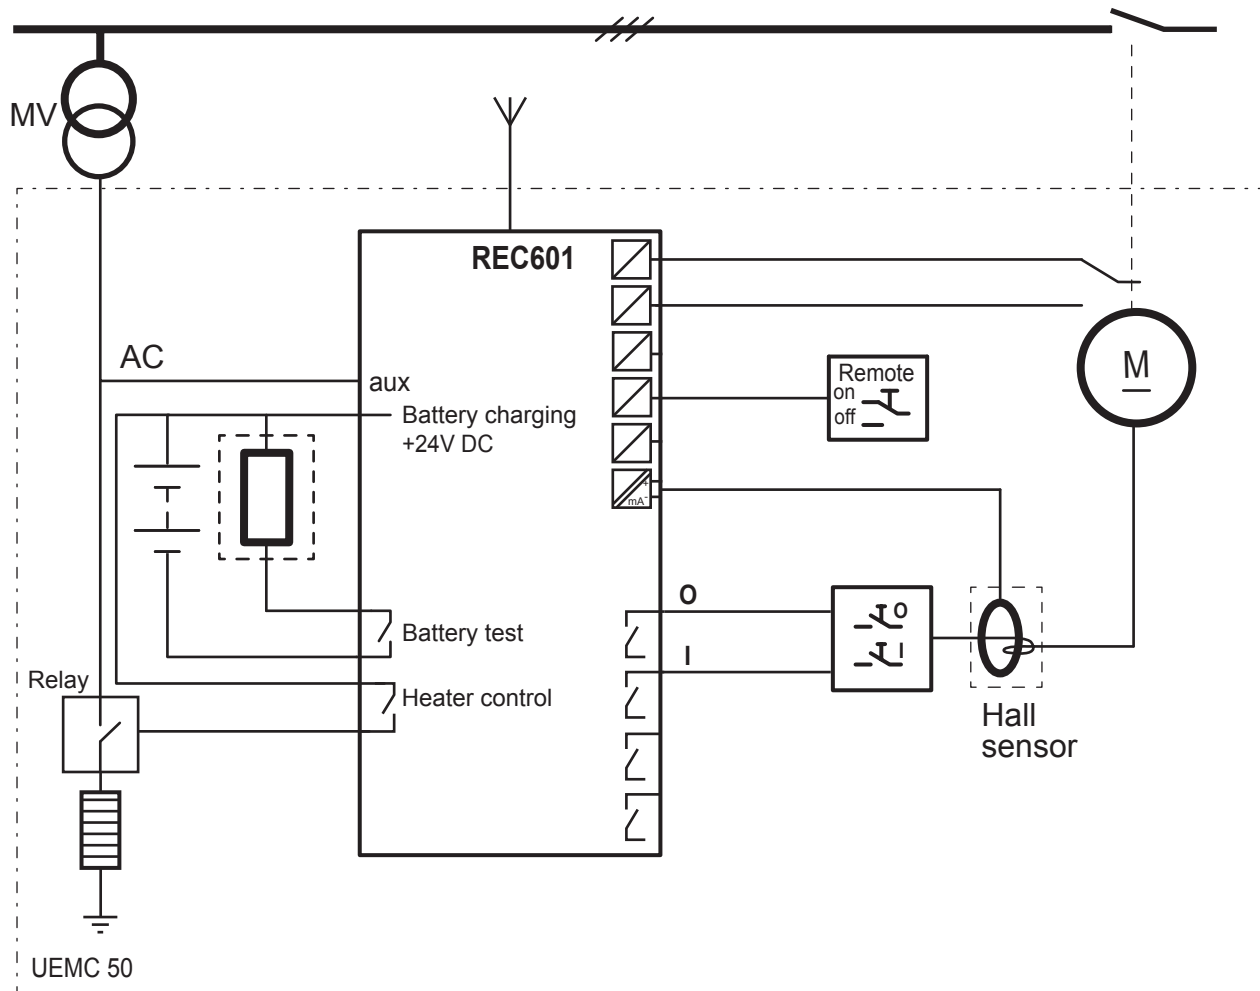 MV
REC601
AC
aux
Battery charging
+24V DC
Remote
on
off
M
+
mA-
O
I
O
I
Battery test
Relay
Heater control
Hall
sensor
UEMC 50